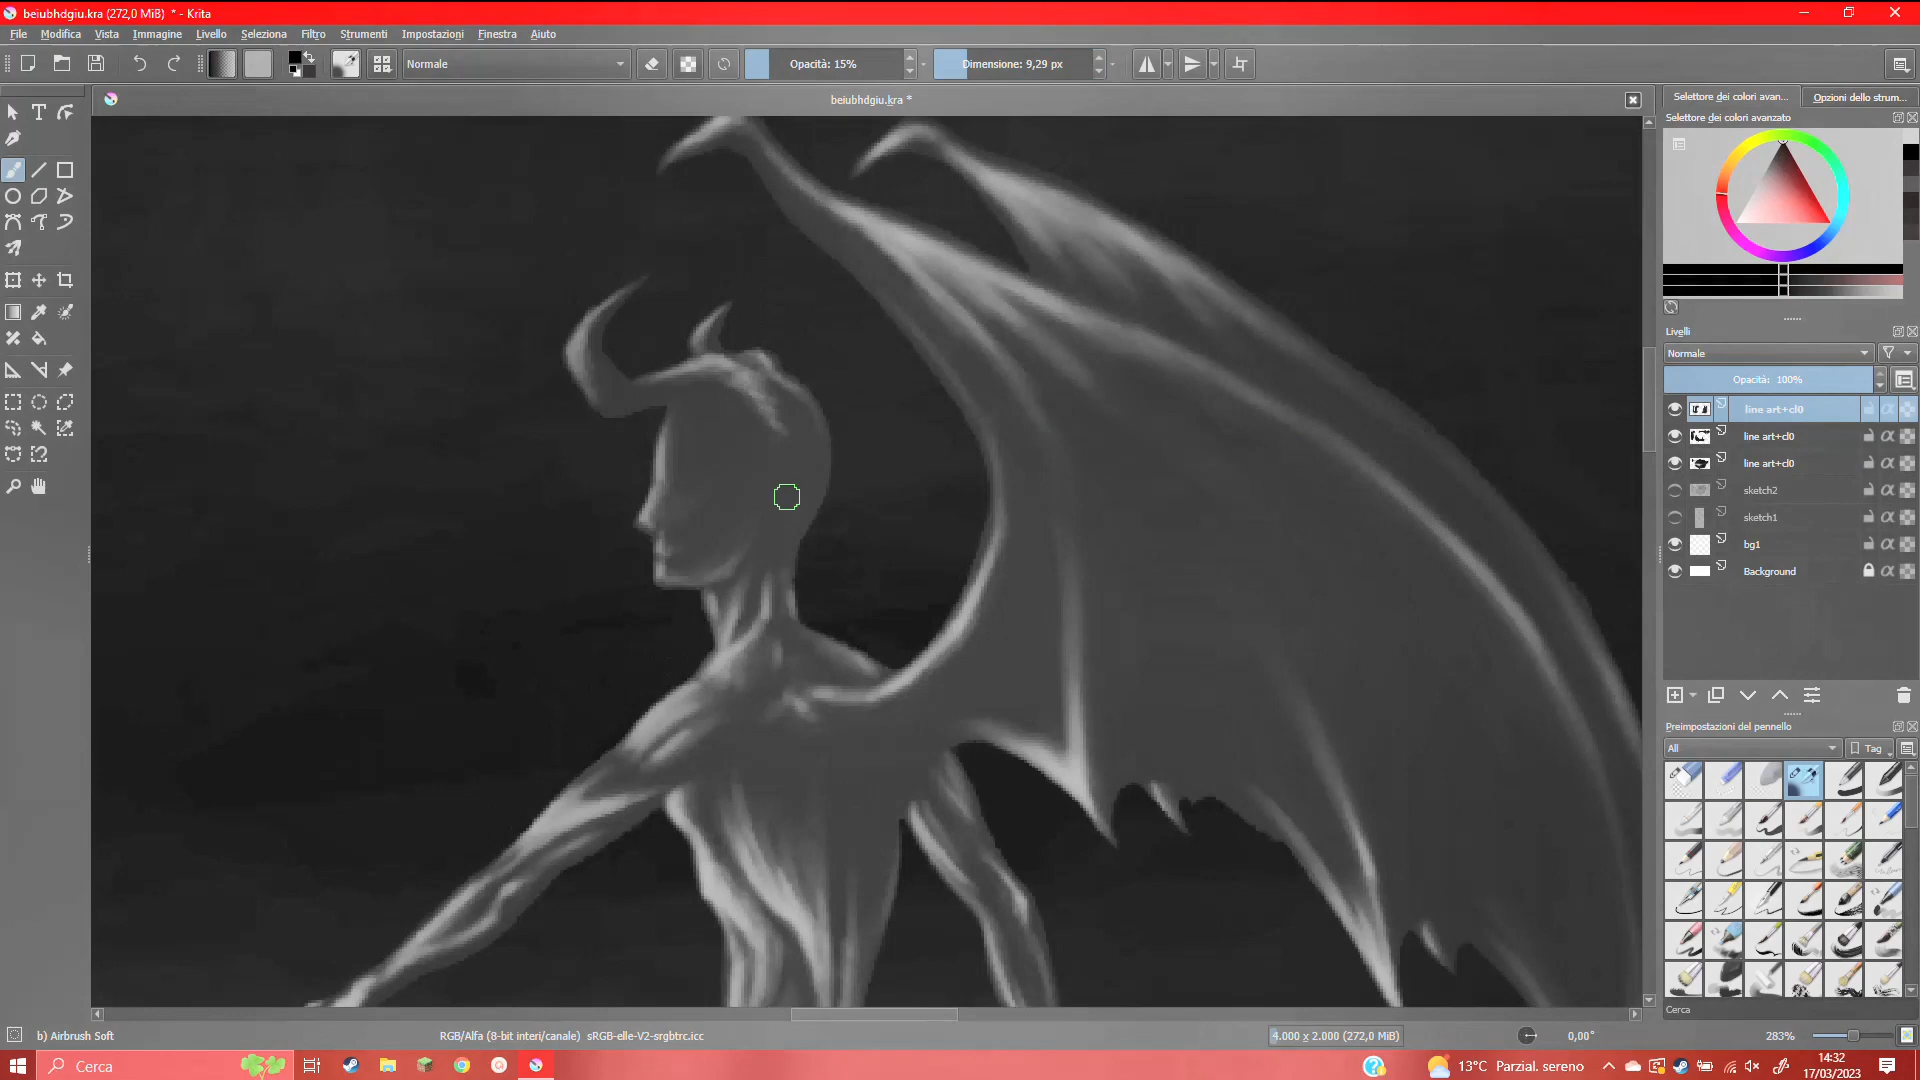 beiubhdgiu.kra (272,0 MiB) * - Krita
File Modifica Vista Immagine Livello Seleziona Filtro Strumenti Impostazioni Finestra Aiuto
Normale Opacità: 15% Dimensione: 9,29 px
beiubhdgiu.kra *
Selettore dei colori avan... Opzioni dello strum...
Selettore dei colori avanzato
Livelli
Normale
Opacità: 100%
line art+cl0
line art+cl0
line art+cl0
sketch2
sketch1
bg1
Background
Preimpostazioni del pennello
All Tag
Cerca
b) Airbrush Soft RGB/Alfa (8-bit interi/canale) sRGB-elle-V2-srgbtrc.icc 4.000 x 2.000 (272,0 MiB) 0,00° 283%
Cerca 13°C Parzial. sereno 14:32
17/03/2023